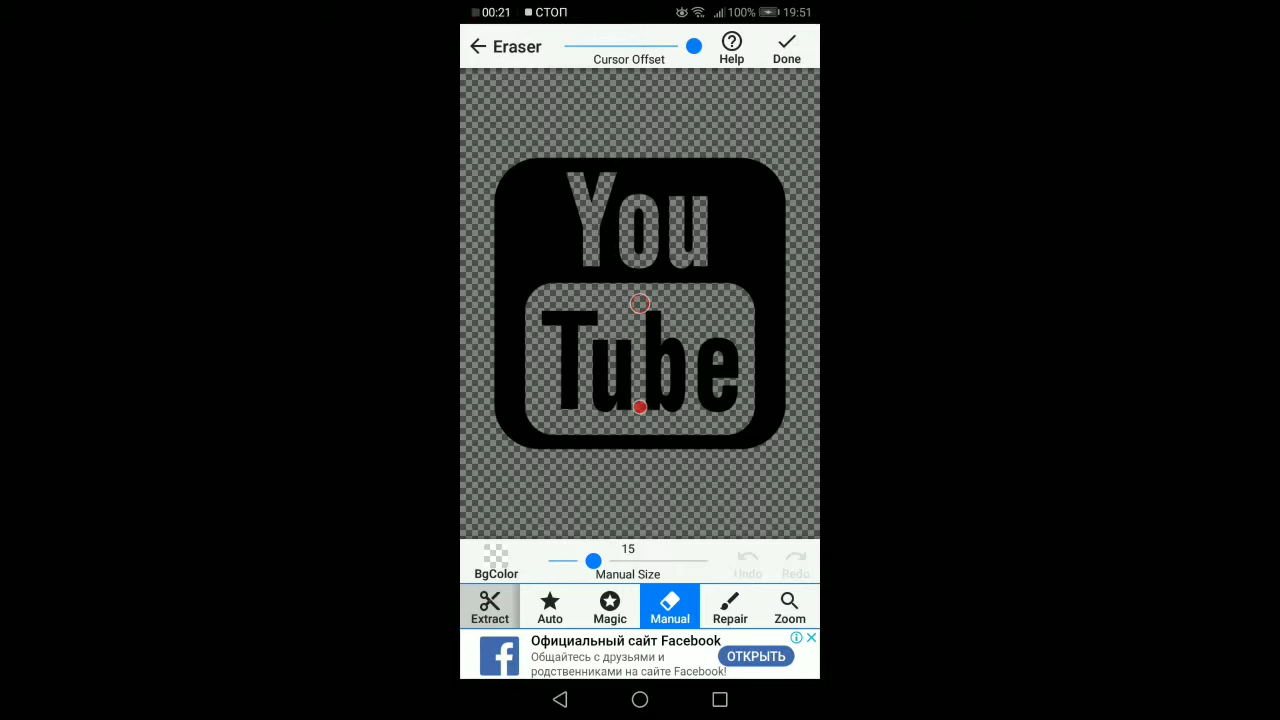 00:21 СТОП 100% 19:51
Eraser
Cursor Offset
Help
Done
You
Tube
15
BgColor
Manual Size
Undo
Redo
Extract
Auto
Magic
Manual
Repair
Zoom
Официальный сайт Facebook
Общайтесь с друзьями и
родственниками на сайте Facebook!
ОТКРЫТЬ